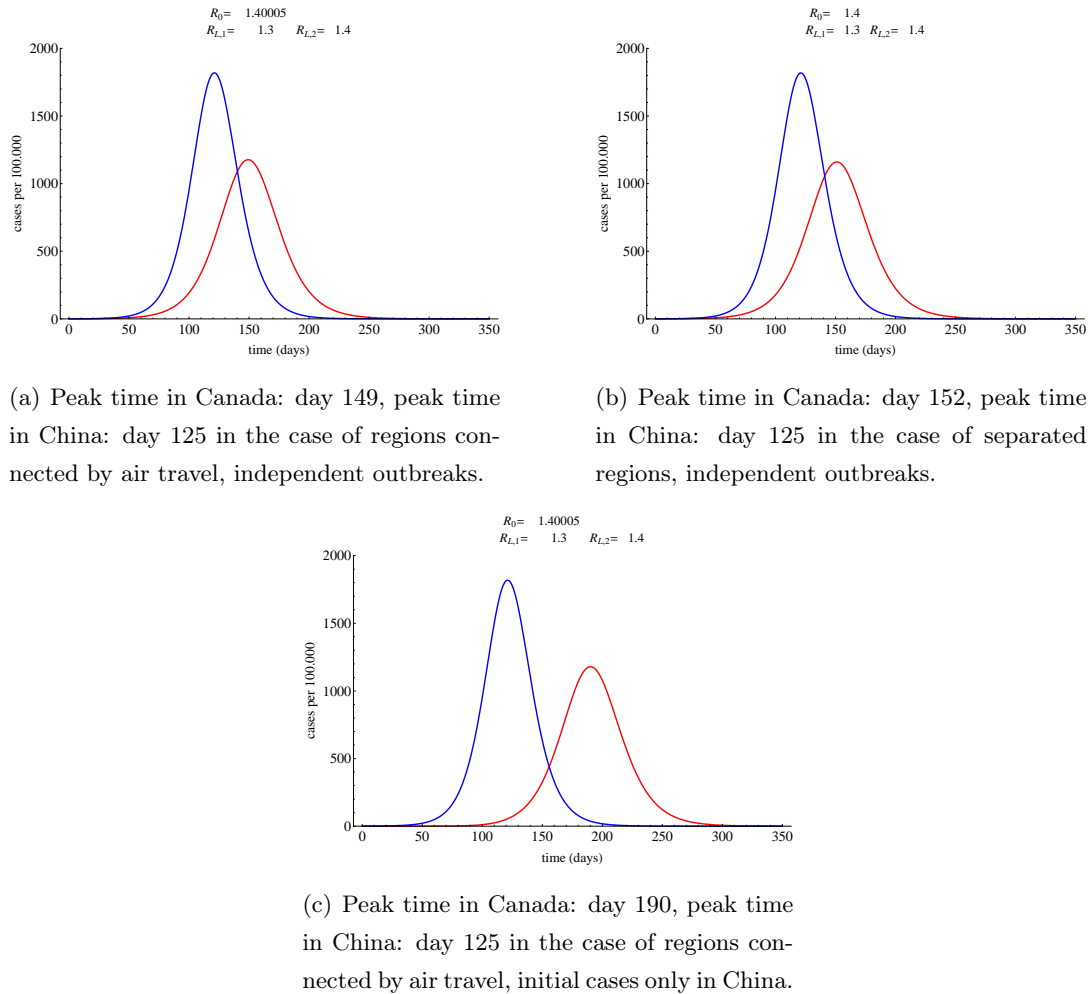 R0= 1.40005
RL,1= 1.3 RL,2= 1.4
2000
1500
1000
500
0
cases per 100.000
0 50 100 150 200 250 300 350
time (days)
(a) Peak time in Canada: day 149, peak time
in China: day 125 in the case of regions con-
nected by air travel, independent outbreaks.
R0= 1.4
RL,1= 1.3 RL,2= 1.4
2000
1500
1000
500
0
cases per 100.000
0 50 100 150 200 250 300 350
time (days)
(b) Peak time in Canada: day 152, peak time
in China: day 125 in the case of separated
regions, independent outbreaks.
R0= 1.40005
RL,1= 1.3 RL,2= 1.4
2000
1500
1000
500
0
cases per 100.000
0 50 100 150 200 250 300 350
time (days)
(c) Peak time in Canada: day 190, peak time
in China: day 125 in the case of regions con-
nected by air travel, initial cases only in China.